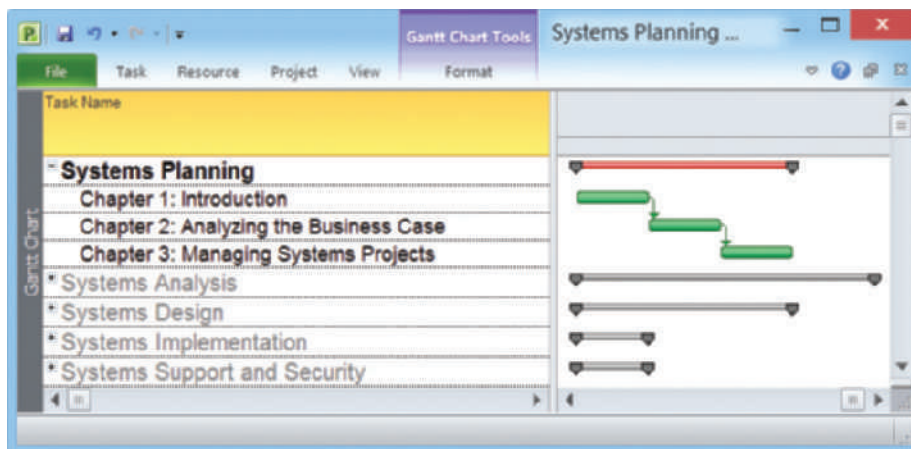 Gantt Chart Tools
Systems Planning ...
File Task Resource Project View Format
Task Name
Gantt Chart
Systems Planning
Chapter 1: Introduction
Chapter 2: Analyzing the Business Case
Chapter 3: Managing Systems Projects
Systems Analysis
Systems Design
Systems Implementation
Systems Support and Security